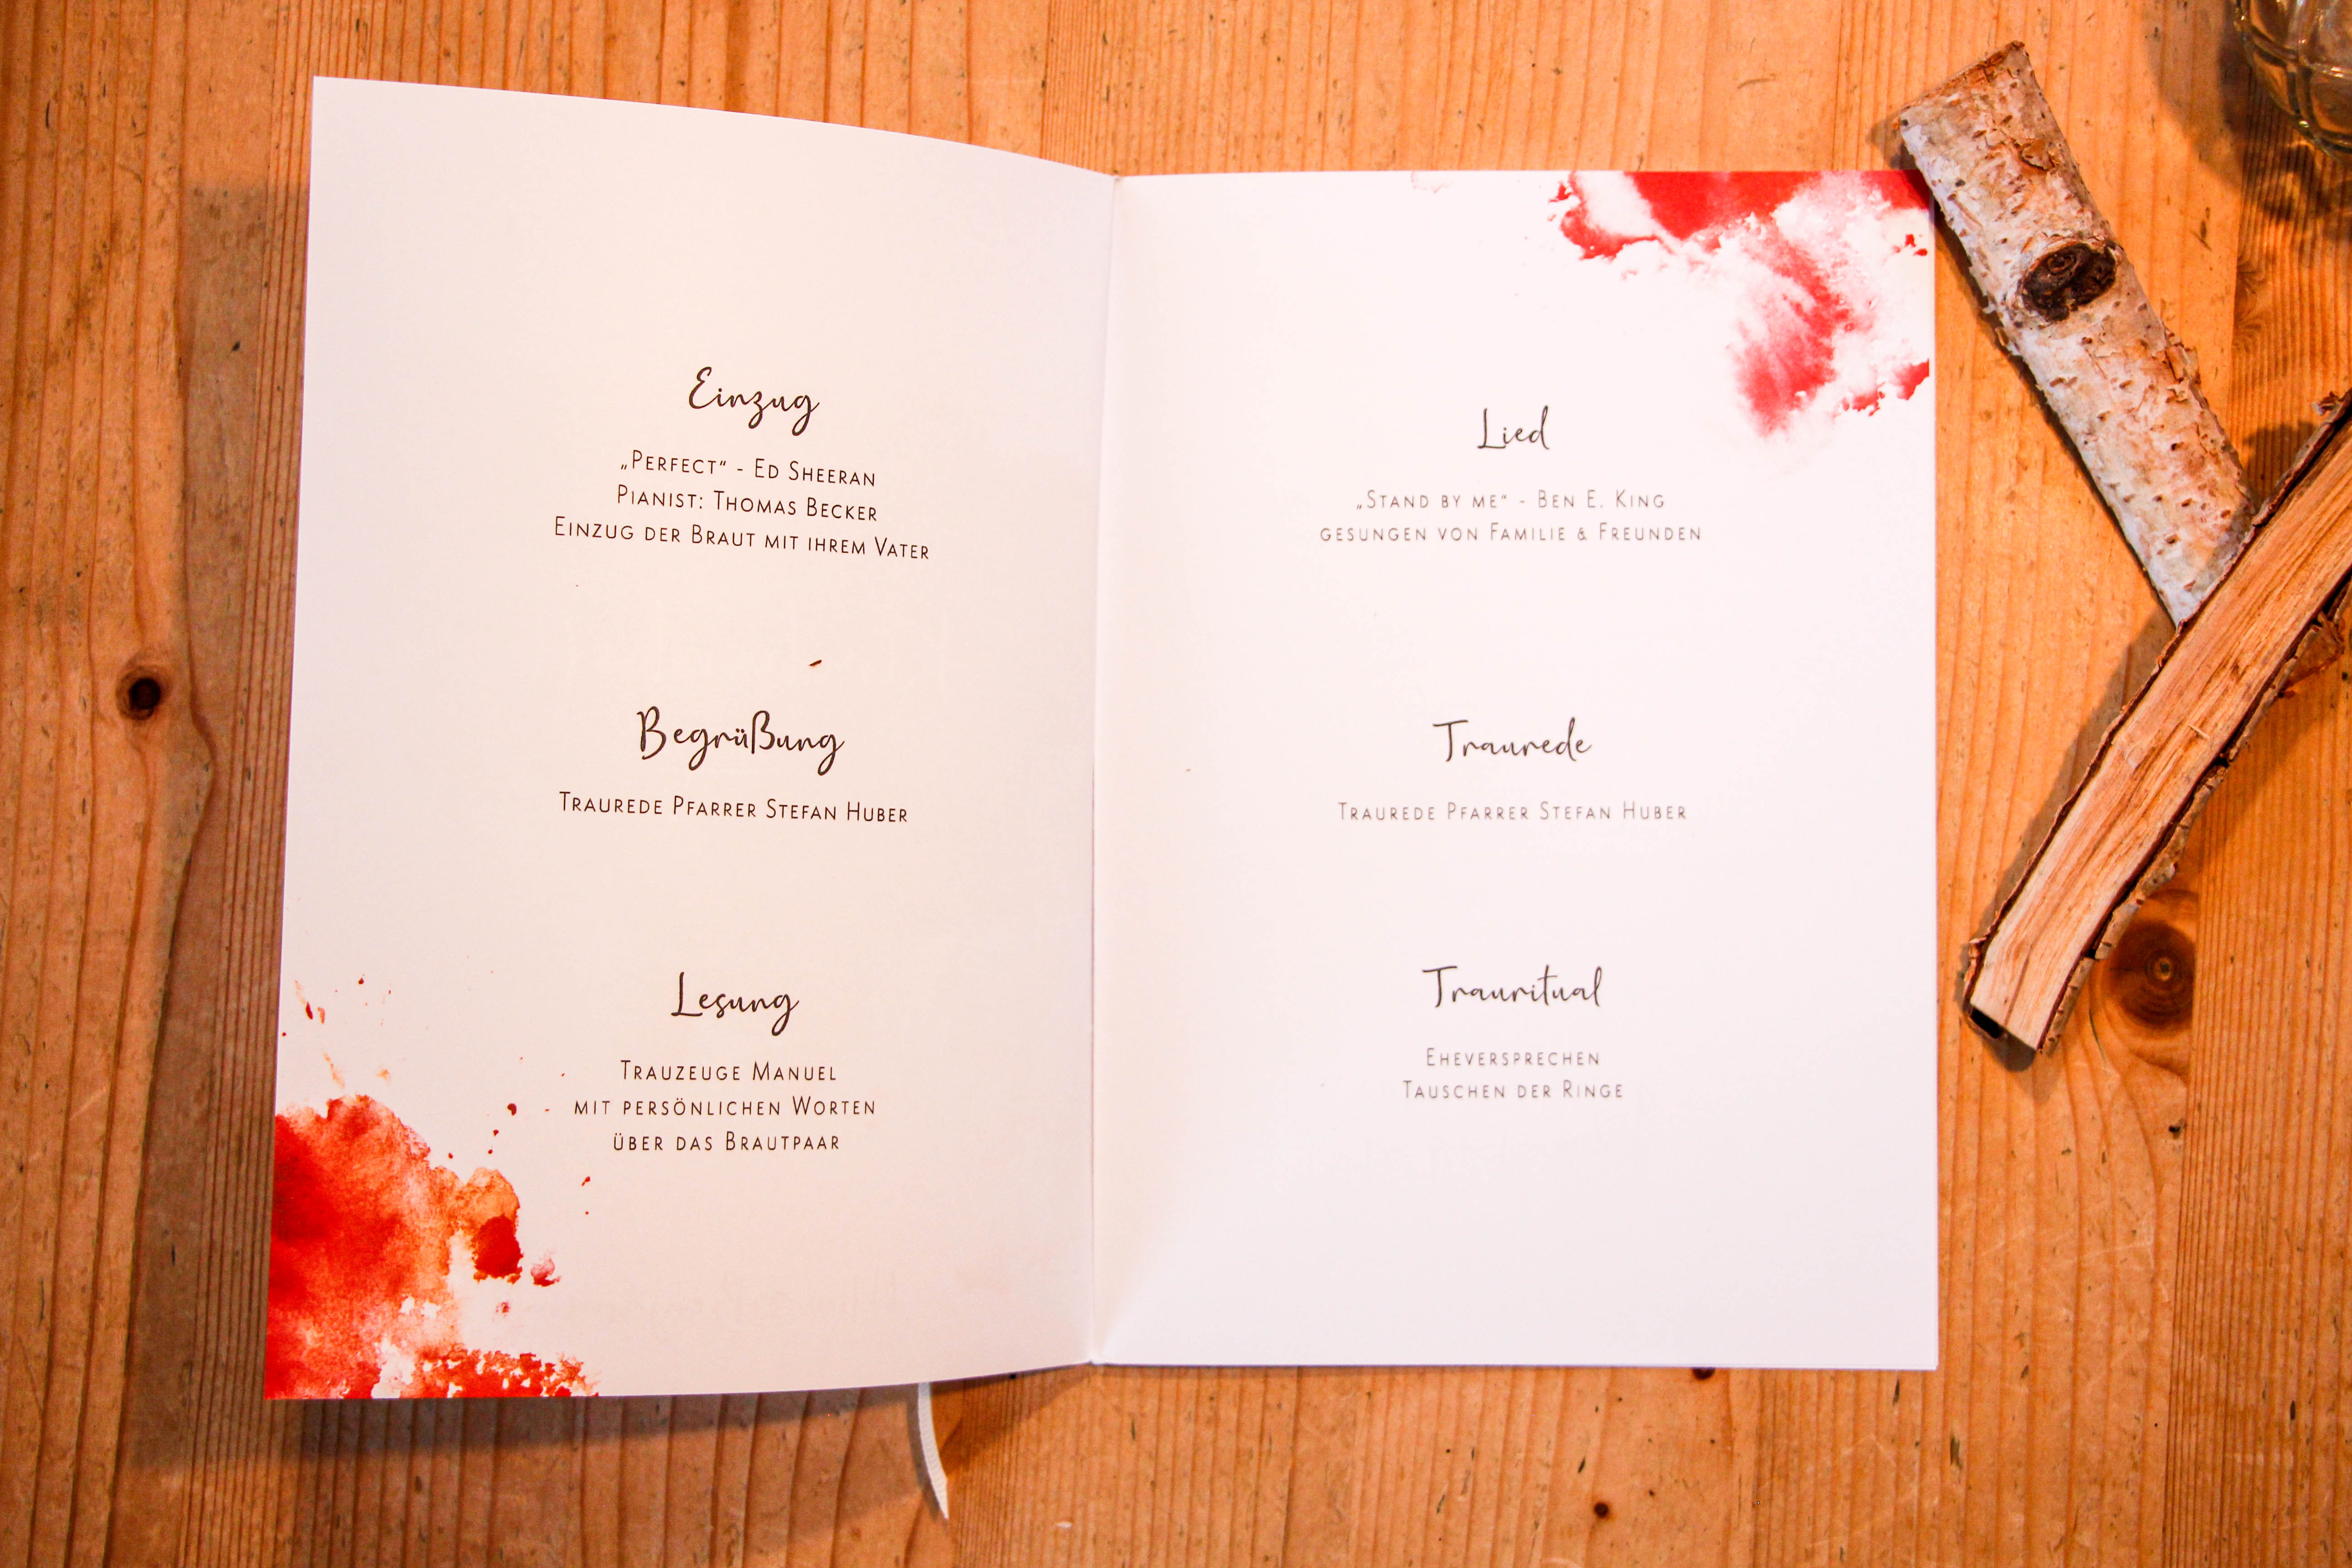 Einzug
„Perfect“ - Ed Sheeran
Pianist: Thomas Becker
Einzug der Braut mit ihrem Vater
Begrüßung
Traurede Pfarrer Stefan Huber
Lesung
Trauzeuge Manuel
mit persönlichen Worten
über das Brautpaar
Lied
„Stand by me“ - Ben E. King
gesungen von Familie & Freunden
Traurede
Traurede Pfarrer Stefan Huber
Trauritual
Eheversprechen
Tauschen der Ringe